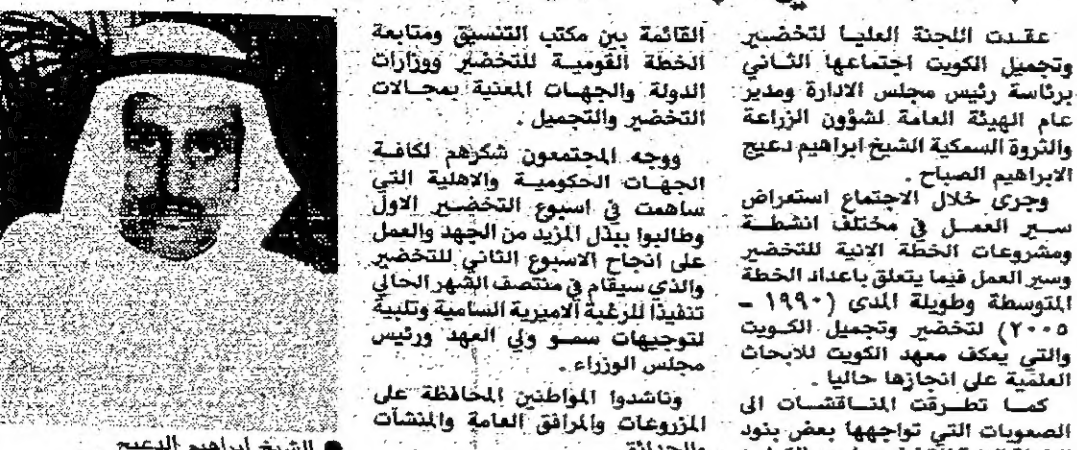 عقدت اللجنة العليا لتخضير
وتجميل الكويت اجتماعها الثاني
برئاسة رئيس مجلس الادارة ومدير
عام الهيئة العامة لشؤون الزراعة
والثروة السمكية الشيخ ابراهيم دعيج
الابراهيم الصباح .
وجرى خلال الاجتماع استعراض
سير العمل في مختلف انشطة
ومشروعات الخطة الانية للتخضير
وسير العمل فيما يتعلق باعداد الخطة
المتوسطة وطويلة المدى ( ١٩٩٠ -
٢٠٠٥ ) لتخضير وتجميل الكويت
والتي يعكف معهد الكويت للابحاث
العلمية على انجازها حاليا .
كما تطرقت المناقشات الى
الصعوبات التي تواجهها بعض بنود
القائمة بين مكتب التنسيق ومتابعة
الخطة القومية للتخضير ووزارات
الدولة والجهات المعنية بمجالات
التخضير والتجميل .
ووجه المجتمعون شكرهم لكافة
الجهات الحكومية والاهلية التي
ساهمت في اسبوع التخضير الاول
وطالبوا ببذل المزيد من الجهد والعمل
على انجاح الاسبوع الثاني للتخضير
والذي سيقام في منتصف الشهر الحالي
تنفيذا للرغبة الاميرية السامية وتلبية
لتوجيهات سمو ولي العهد ورئيس
مجلس الوزراء .
وناشدوا المواطنين المحافظة على
المزروعات والمرافق العامة والمنشآت
والحدائق
● الشيخ ابراهيم الدعيج